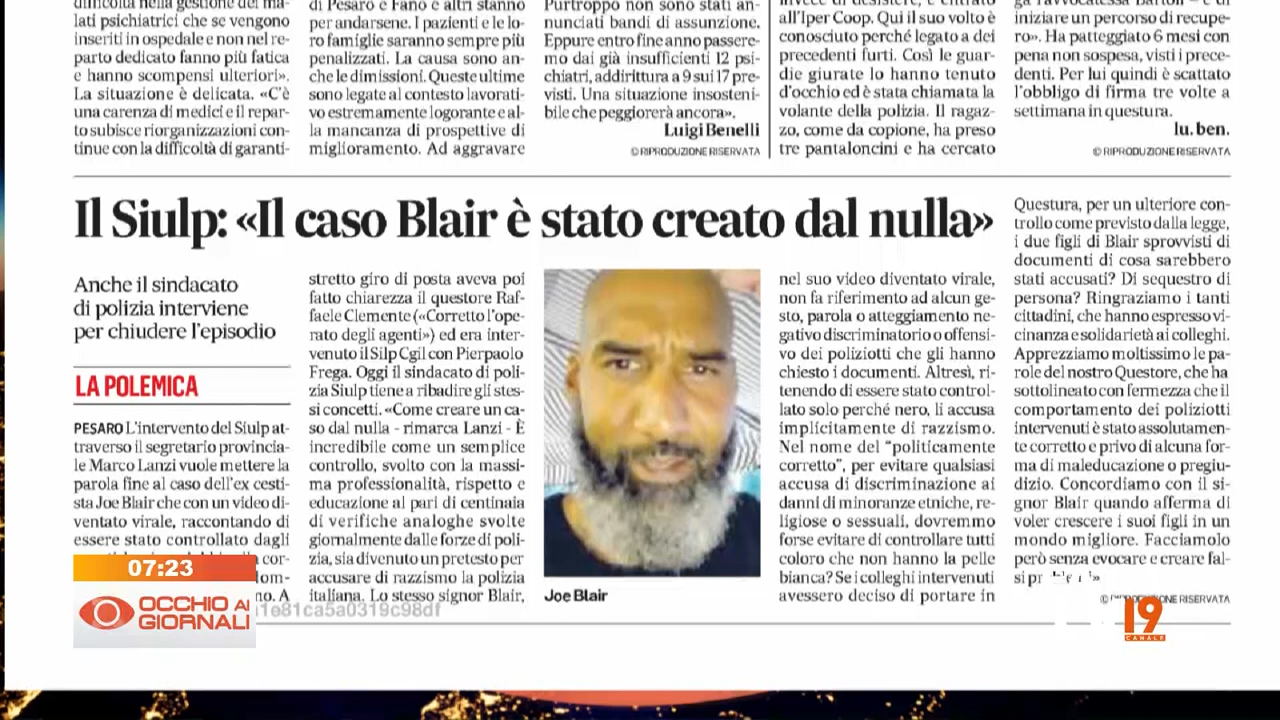 difficoltà nella gestione dei ma-
lati psichiatrici che se vengono
inseriti in ospedale e non nel re-
parto dedicato fanno più fatica
e hanno scompensi ulteriori».
La situazione è delicata. «C'è
una carenza di medici e il repar-
to subisce riorganizzazioni con-
tinue con la difficoltà di garanti-
di Pesaro e Fano e altri stanno
per andarsene. I pazienti e le lo-
ro famiglie saranno sempre più
penalizzati. La causa sono an-
che le dimissioni. Queste ultime
sono legate al contesto lavorati-
vo estremamente logorante e al-
la mancanza di prospettive di
miglioramento. Ad aggravare
Purtroppo non sono stati an-
nunciati bandi di assunzione.
Eppure entro fine anno passere-
mo dai già insufficienti 12 psi-
chiatri, addirittura a 9 sui 17 pre-
visti. Una situazione insosteni-
bile che peggiorerà ancora».
Luigi Benelli
© RIPRODUZIONE RISERVATA
invece di desistere, è entrato
all'Iper Coop. Qui il suo volto è
conosciuto perché legato a dei
precedenti furti. Così le guar-
die giurate lo hanno tenuto
d'occhio ed è stata chiamata la
volante della polizia. Il ragaz-
zo, come da copione, ha preso
tre pantaloncini e ha cercato
ga l'avvocatessa Bartoli – è di
iniziare un percorso di recupe-
ro». Ha patteggiato 6 mesi con
pena non sospesa, visti i prece-
denti. Per lui quindi è scattato
l'obbligo di firma tre volte a
settimana in questura.
lu. ben.
© RIPRODUZIONE RISERVATA
Il Siulp: «Il caso Blair è stato creato dal nulla»
Anche il sindacato
di polizia interviene
per chiudere l'episodio
LA POLEMICA
PESARO L'intervento del Siulp at-
traverso il segretario provincia-
le Marco Lanzi vuole mettere la
parola fine al caso dell'ex cesti-
sta Joe Blair che con un video di-
ventato virale, raccontando di
essere stato controllato dagli
cor-
lom-
no. A
stretto giro di posta aveva poi
fatto chiarezza il questore Raf-
faele Clemente («Corretto l'ope-
rato degli agenti») ed era inter-
venuto il Silp Cgil con Pierpaolo
Frega. Oggi il sindacato di poli-
zia Siulp tiene a ribadire gli stes-
si concetti. «Come creare un ca-
so dal nulla - rimarca Lanzi - È
incredibile come un semplice
controllo, svolto con la massi-
ma professionalità, rispetto e
educazione al pari di centinaia
di verifiche analoghe svolte
giornalmente dalle forze di poli-
zia, sia divenuto un pretesto per
accusare di razzismo la polizia
italiana. Lo stesso signor Blair,
Joe Blair
nel suo video diventato virale,
non fa riferimento ad alcun ge-
sto, parola o atteggiamento ne-
gativo discriminatorio o offensi-
vo dei poliziotti che gli hanno
chiesto i documenti. Altresì, ri-
tenendo di essere stato control-
lato solo perché nero, li accusa
implicitamente di razzismo.
Nel nome del "politicamente
corretto", per evitare qualsiasi
accusa di discriminazione ai
danni di minoranze etniche, re-
ligiose o sessuali, dovremmo
forse evitare di controllare tutti
coloro che non hanno la pelle
bianca? Se i colleghi intervenuti
avessero deciso di portare in
Questura, per un ulteriore con-
trollo come previsto dalla legge,
i due figli di Blair sprovvisti di
documenti di cosa sarebbero
stati accusati? Di sequestro di
persona? Ringraziamo i tanti
cittadini, che hanno espresso vi-
cinanza e solidarietà ai colleghi.
Apprezziamo moltissimo le pa-
role del nostro Questore, che ha
sottolineato con fermezza che il
comportamento dei poliziotti
intervenuti è stato assolutamen-
te corretto e privo di alcuna for-
ma di maleducazione o pregiu-
dizio. Concordiamo con il si-
gnor Blair quando afferma di
voler crescere i suoi figli in un
mondo migliore. Facciamolo
però senza evocare e creare fal-
si
© RIPRODUZIONE RISERVATA
07:23
OCCHIO AI
GIORNALI
1e81ca5a0319c98df
19
CANALE